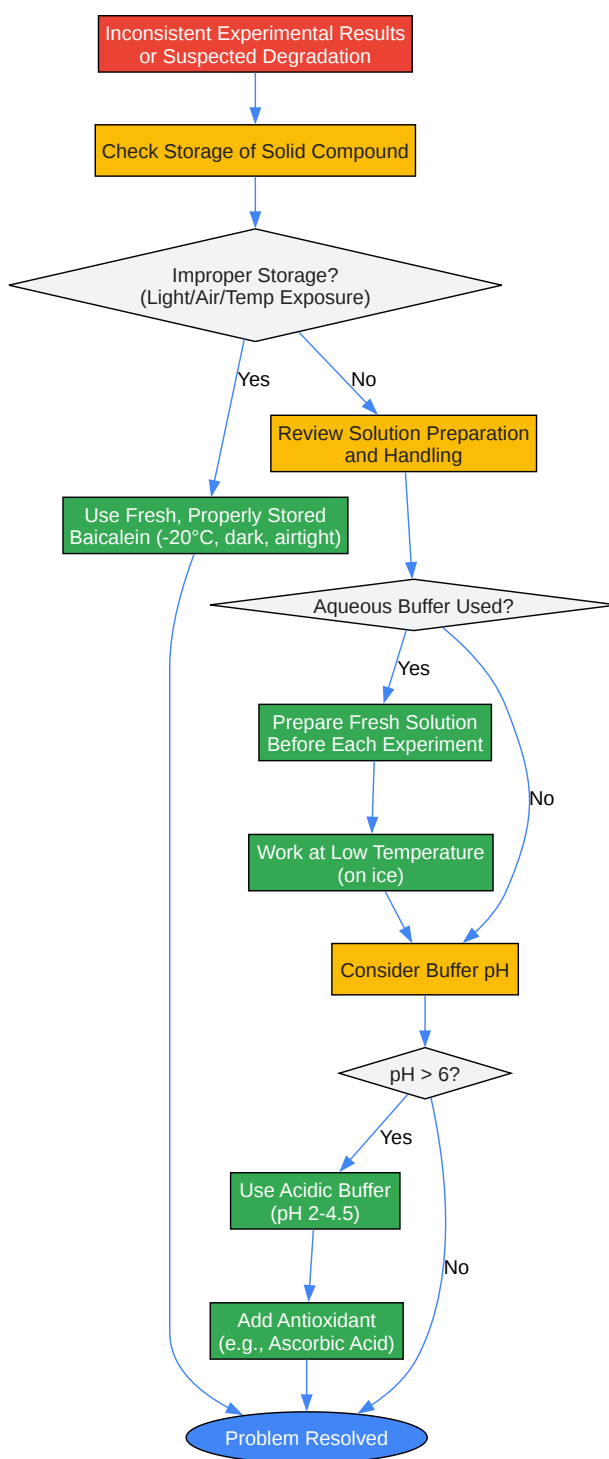 Inconsistent Experimental Results
or Suspected Degradation
Check Storage of Solid Compound
Improper Storage?
(Light/Air/Temp Exposure)
Yes
No
Review Solution Preparation
and Handling
Use Fresh, Properly Stored
Baicalein (-20°C, dark, airtight)
Aqueous Buffer Used?
Yes
Prepare Fresh Solution
Before Each Experiment
No
Work at Low Temperature
(on ice)
Consider Buffer pH
pH > 6?
Yes
Use Acidic Buffer
(pH 2-4.5)
No
Add Antioxidant
(e.g., Ascorbic Acid)
Problem Resolved